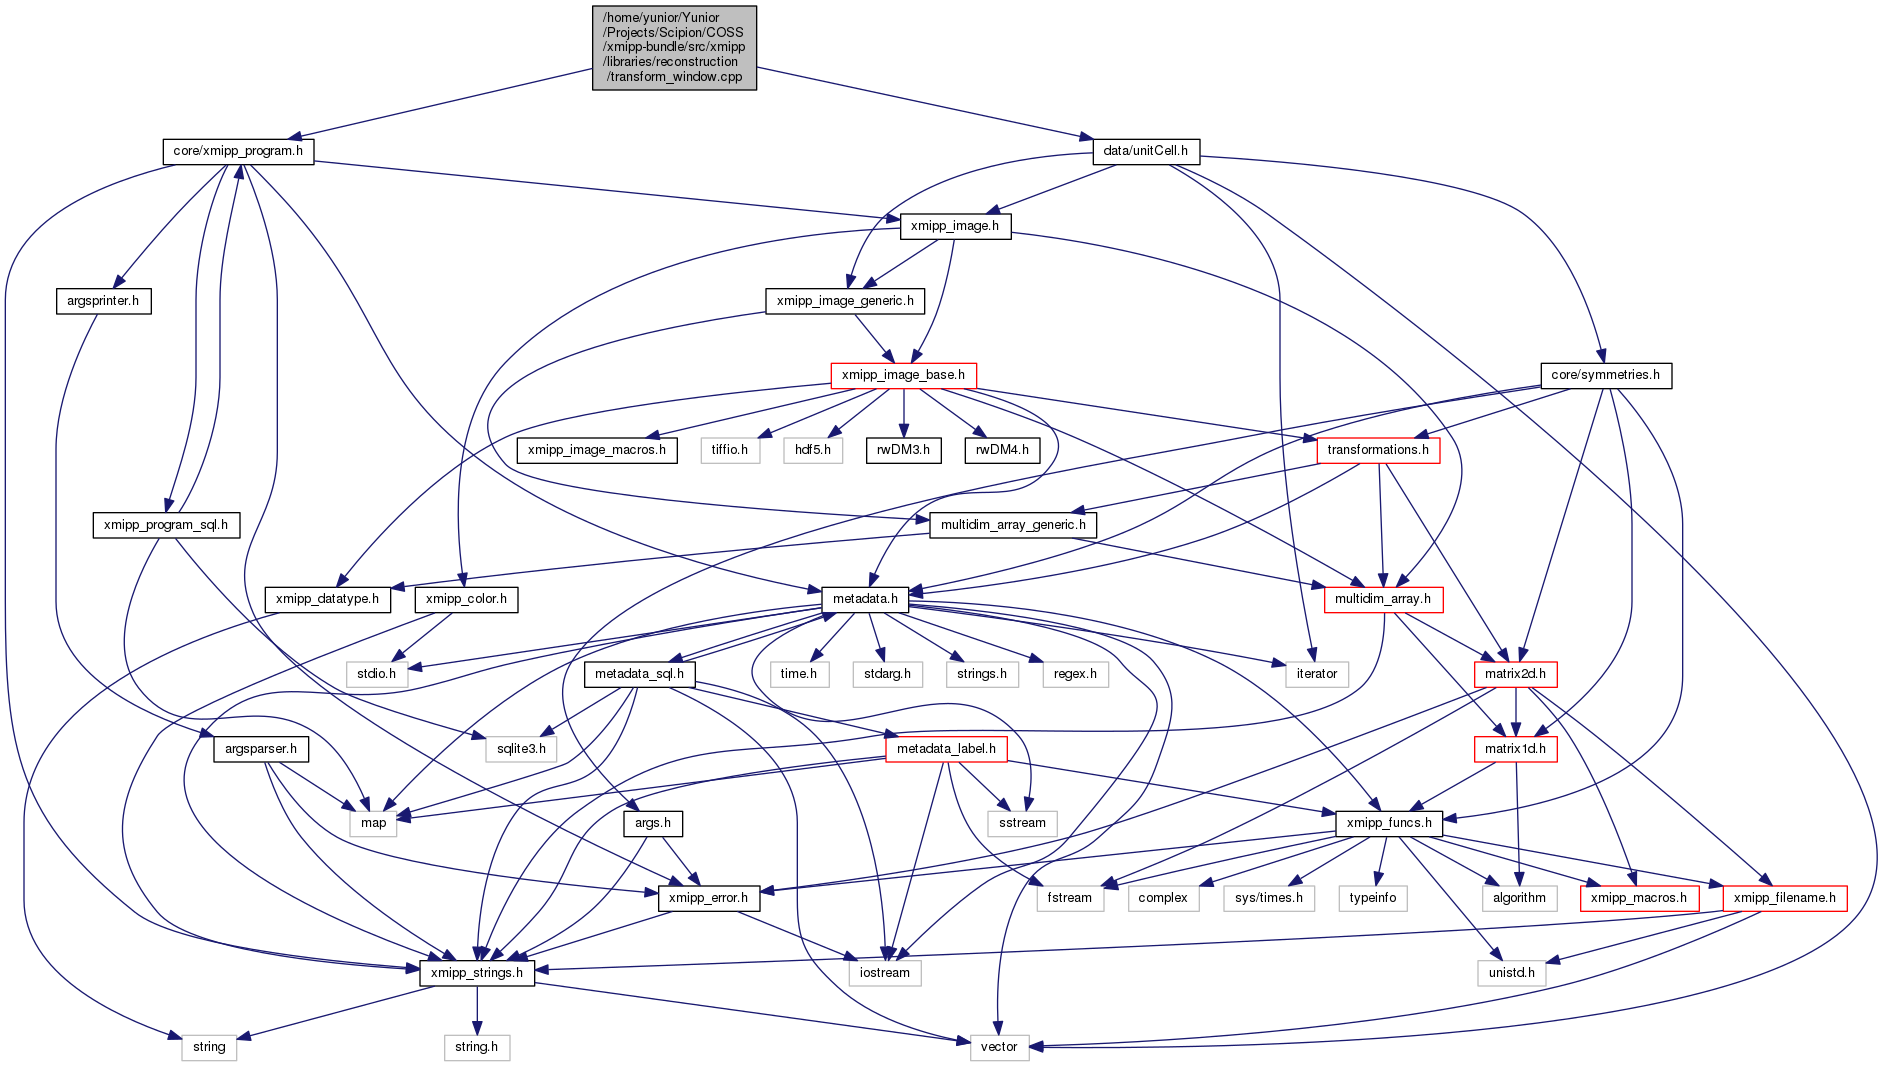 /home/yunior/Yunior
/Projects/Scipion/COSS
/xmipp-bundle/src/xmipp
/libraries/reconstruction
/transform_window.cpp
core/xmipp_program.h
data/unitCell.h
xmipp_image.h
argsprinter.h
xmipp_image_generic.h
xmipp_image_base.h
core/symmetries.h
xmipp_image_macros.h
tiffio.h
hdf5.h
rwDM3.h
rwDM4.h
transformations.h
xmipp_program_sql.h
multidim_array_generic.h
xmipp_datatype.h
xmipp_color.h
metadata.h
multidim_array.h
stdio.h
metadata_sql.h
time.h
stdarg.h
strings.h
regex.h
iterator
matrix2d.h
argsparser.h
sqlite3.h
metadata_label.h
matrix1d.h
map
args.h
sstream
xmipp_funcs.h
xmipp_error.h
fstream
complex
sys/times.h
typeinfo
algorithm
xmipp_macros.h
xmipp_filename.h
xmipp_strings.h
iostream
unistd.h
string
string.h
vector